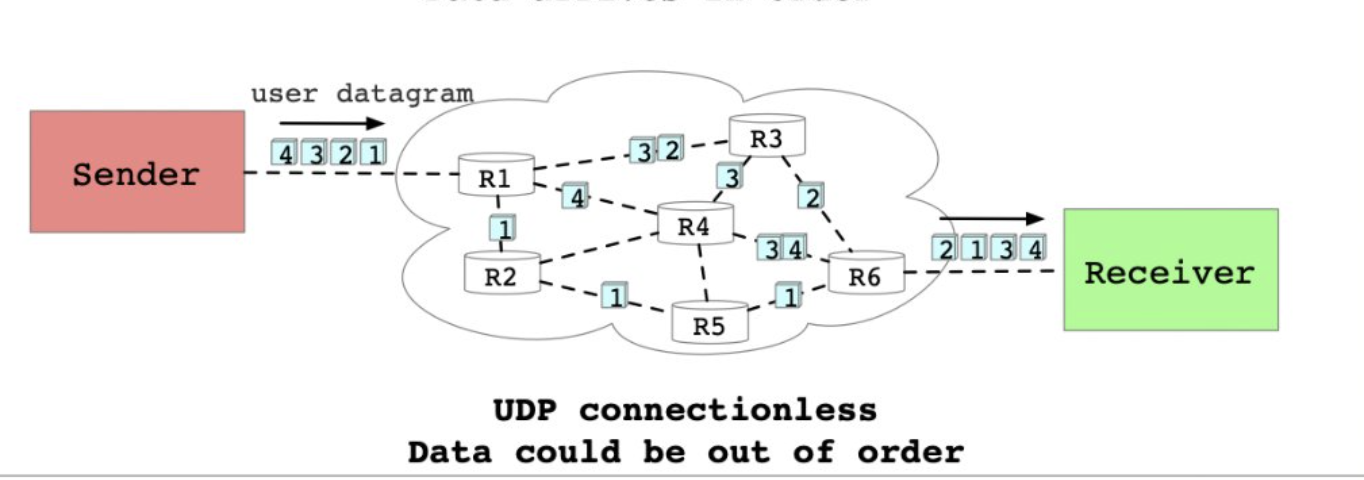 user datagram
4 3 2 1
Sender
R1
3 2
R3
4
3
2
1
R4
3 4
R2
R6
2 1 3 4
Receiver
1
1
R5
UDP connectionless
Data could be out of order